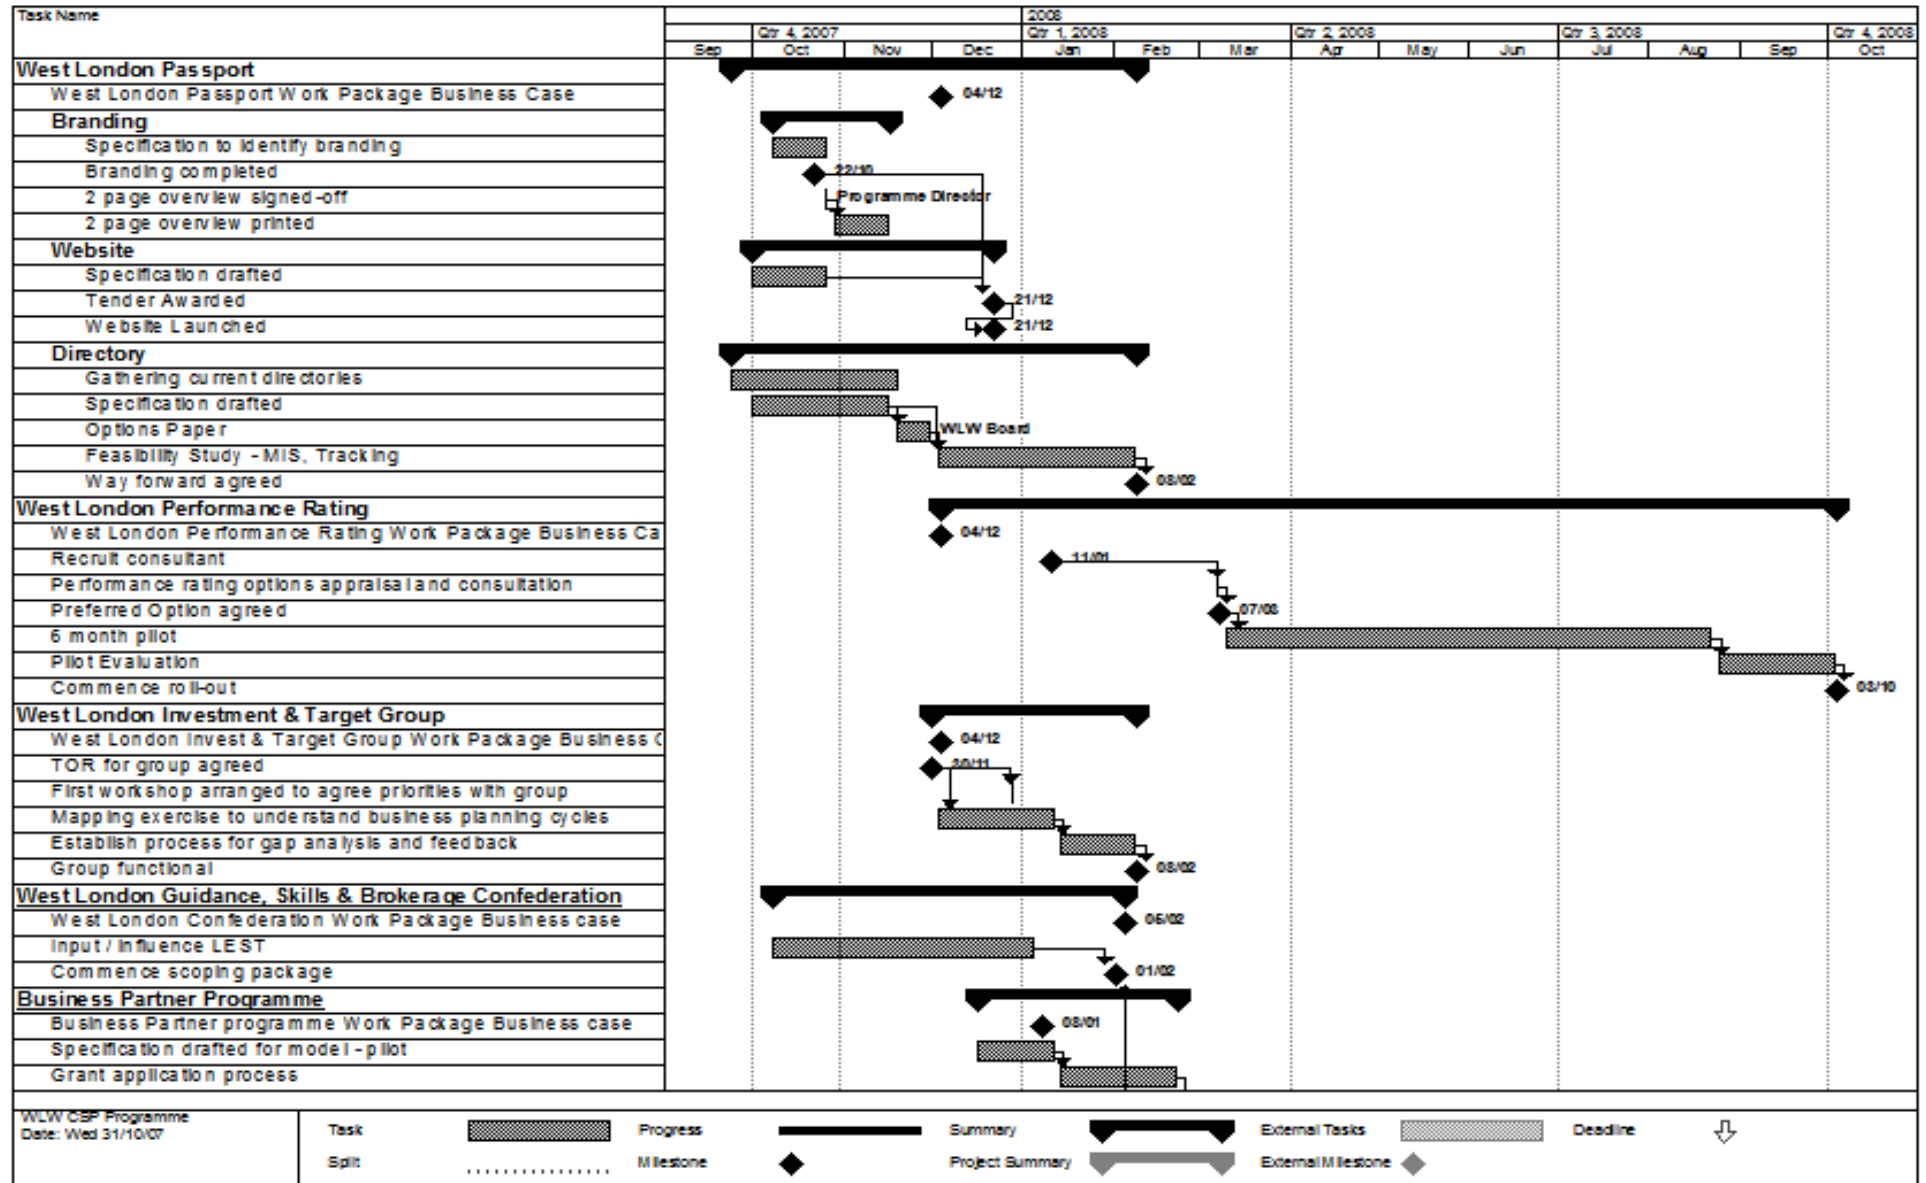 Task Name
2008
Qtr 4, 2007 Qtr 1, 2008 Qtr 2, 2008 Qtr 3, 2008 Qtr 4, 2008
Sep Oct Nov Dec Jan Feb Mar Apr May Jun Jul Aug Sep Oct
West London Passport
West London Passport Work Package Business Case 04/12
Branding
Specification to identify branding
Branding completed 22/10
2 page overview signed-off Programme Director
2 page overview printed
Website
Specification drafted
Tender Awarded 21/12
Website Launched 21/12
Directory
Gathering current directories
Specification drafted
Options Paper WLW Board
Feasibility Study - MIS, Tracking
Way forward agreed 08/02
West London Performance Rating
West London Performance Rating Work Package Business Ca 04/12
Recruit consultant 11/01
Performance rating options appraisal and consultation
Preferred Option agreed 07/03
6 month pilot
Pilot Evaluation
Commence roll-out 03/10
West London Investment & Target Group
West London Invest & Target Group Work Package Business C 04/12
TOR for group agreed 30/11
First workshop arranged to agree priorities with group
Mapping exercise to understand business planning cycles
Establish process for gap analysis and feedback
Group functional 08/02
West London Guidance, Skills & Brokerage Confederation
West London Confederation Work Package Business case 05/02
Input / Influence LEST
Commence scoping package 01/02
Business Partner Programme
Business Partner programme Work Package Business case 08/01
Specification drafted for model - pilot
Grant application process
WLW CSP Programme
Date: Wed 31/10/07
Task Progress Summary External Tasks Deadline
Split Milestone Project Summary External Milestone